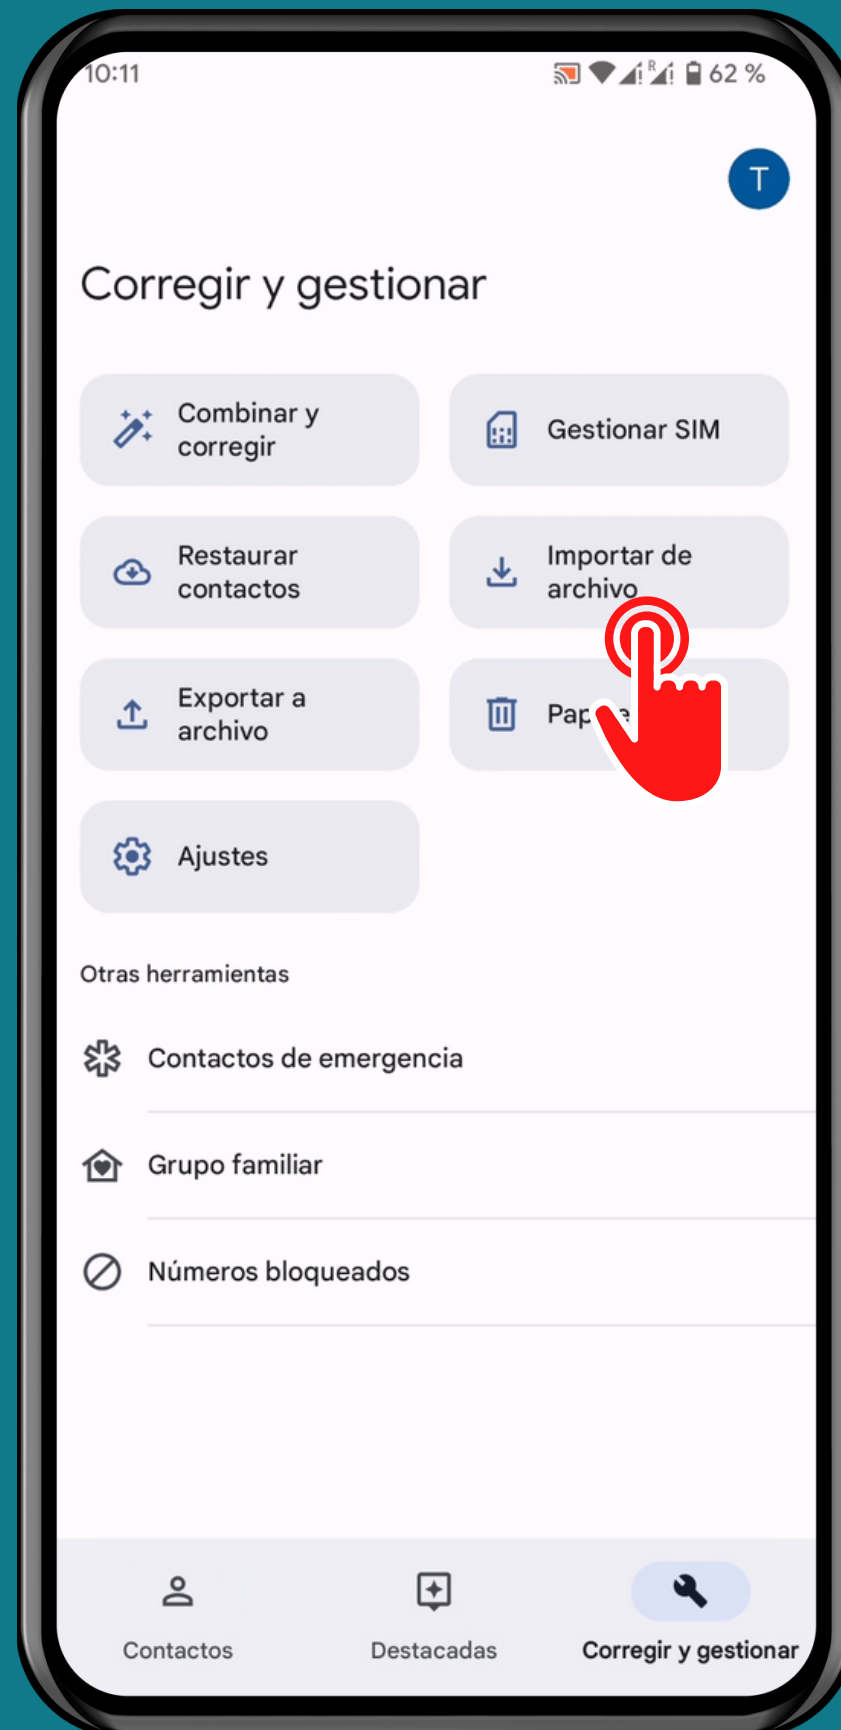 10:11
R
62 %
T
Corregir y gestionar
Combinar y
corregir
Gestionar SIM
Restaurar
contactos
Importar de
archivo
Exportar a
archivo
Ajustes
Otras herramientas
Contactos de emergencia
Grupo familiar
Números bloqueados
Contactos
Destacadas
Corregir y gestionar